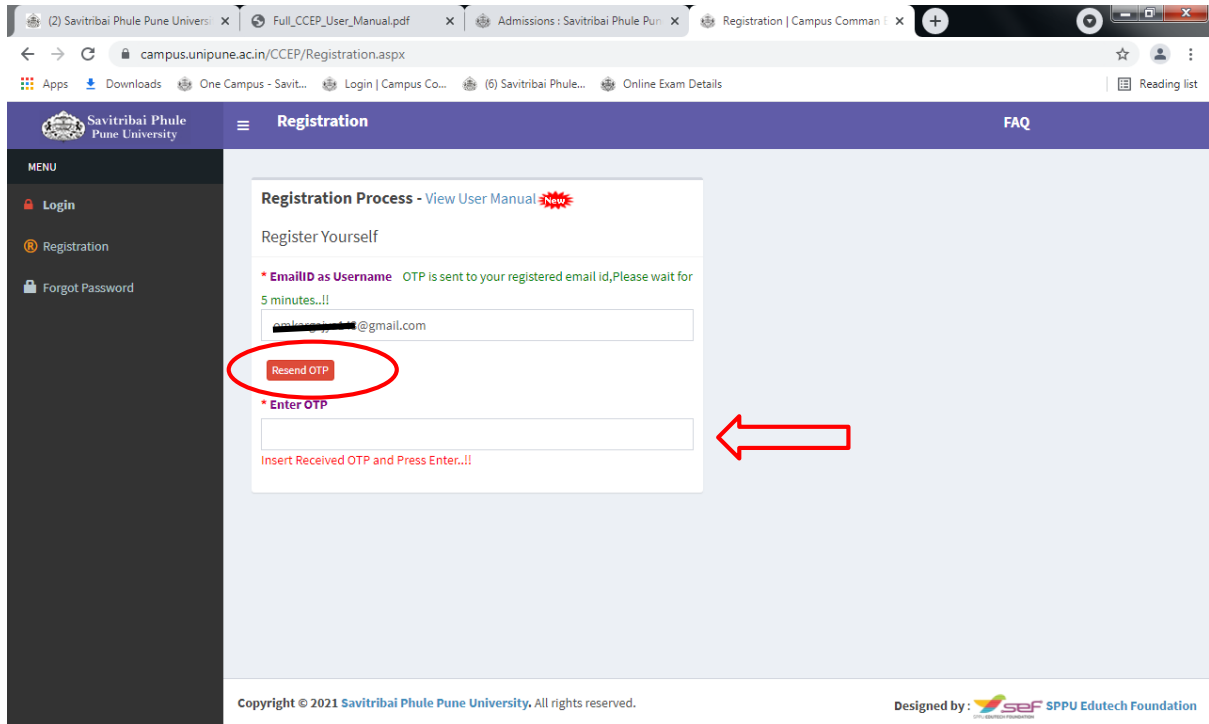 (2) Savitribai Phule Pune Universi
Full_CCEP_User_Manual.pdf
Admissions : Savitribai Phule Pun
Registration | Campus Comman E
campus.unipune.ac.in/CCEP/Registration.aspx
Apps Downloads One Campus - Savit... Login | Campus Co... (6) Savitribai Phule... Online Exam Details Reading list
Savitribai Phule
Pune University
Registration
FAQ
MENU
Login
Registration
Forgot Password
Registration Process - View User Manual New
Register Yourself
* EmailID as Username OTP is sent to your registered email id,Please wait for
5 minutes..!!
@gmail.com
Resend OTP
* Enter OTP
Insert Received OTP and Press Enter..!!
Copyright © 2021 Savitribai Phule Pune University. All rights reserved.
Designed by : sef SPPU Edutech Foundation